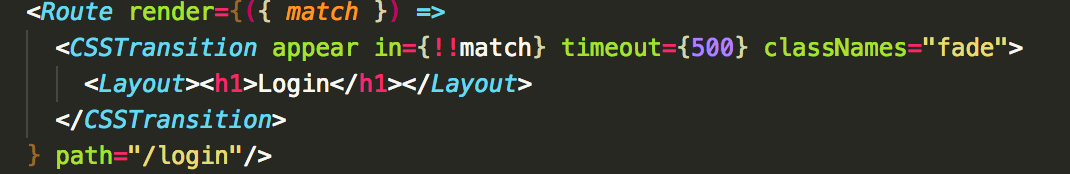 <Route render={({ match }) =>
<CSSTransition appear in={!!match} timeout={500} classNames="fade">
<Layout><h1>Login</h1></Layout>
</CSSTransition>
} path="/login"/>